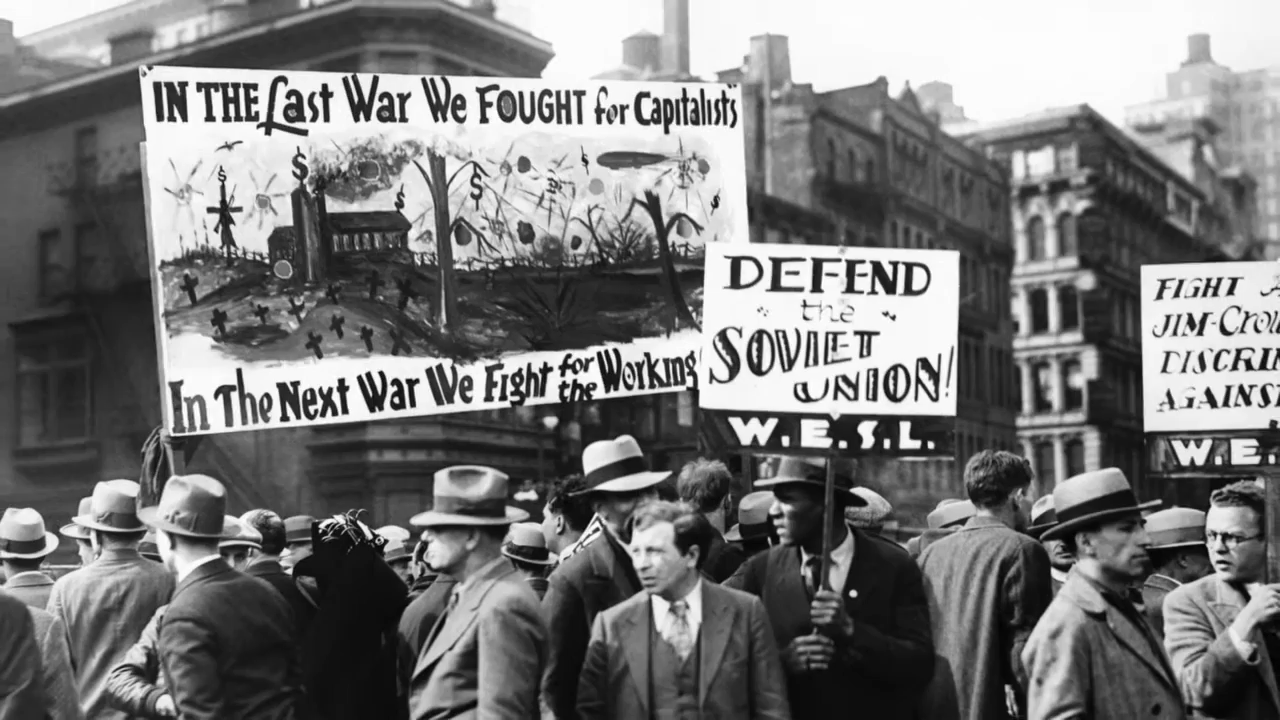 IN THE Last War We FOUGHT for Capitalists"
In The Next War We Fight for the Working
DEFEND
"the"
SOVIET
UNION!
W.E.S.L.
FIGHT
JIM-CROW
DISCRI
AGAINST
W.E.